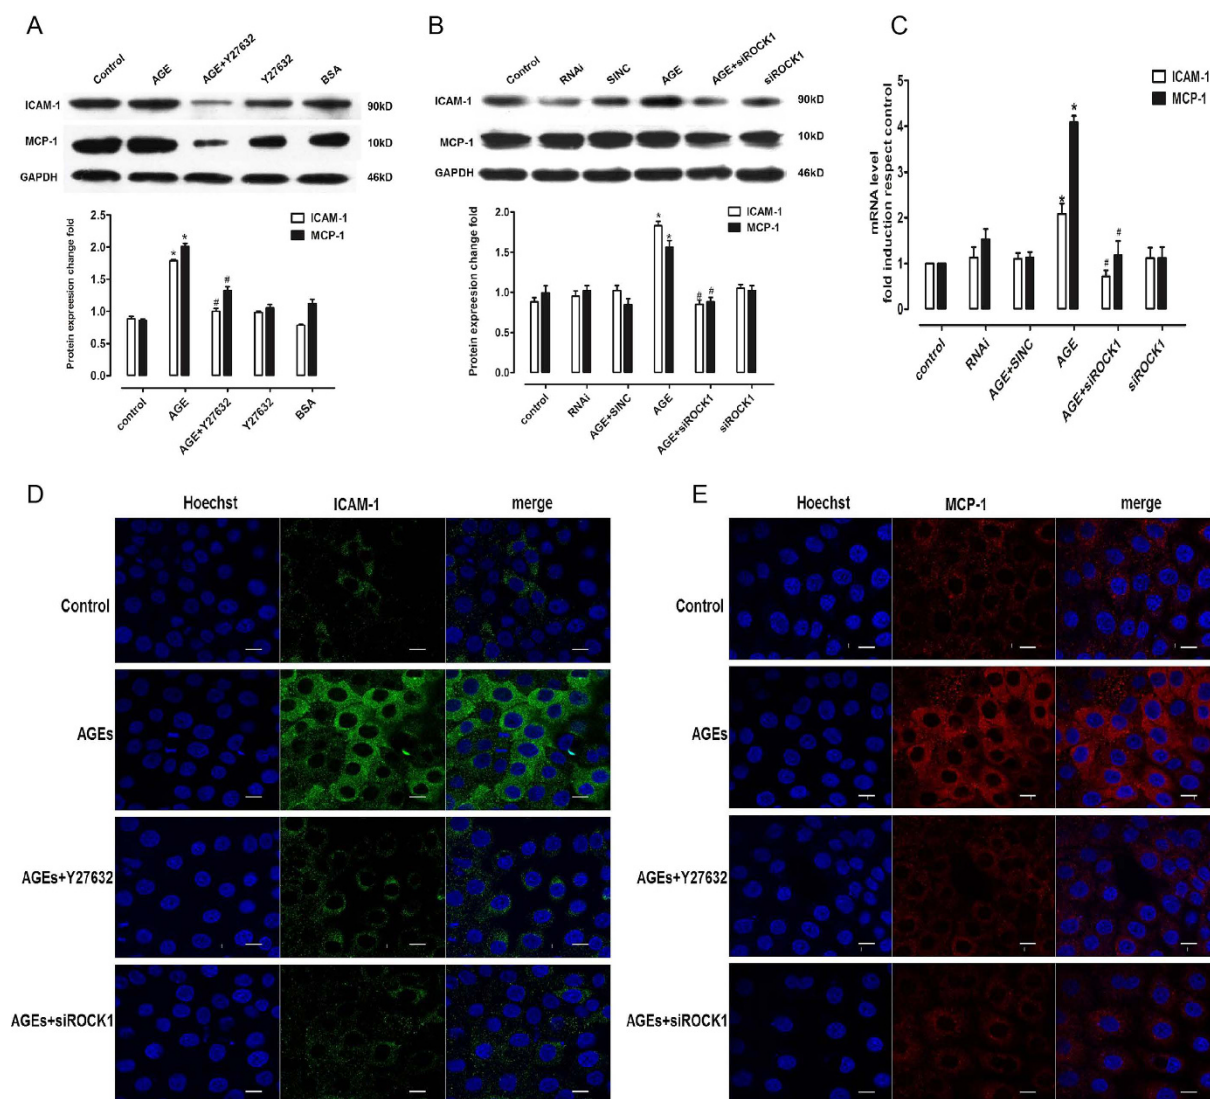 A
Control AGE AGE+Y27632 Y27632 BSA
ICAM-1 90kD
MCP-1 10kD
GAPDH 46kD
ICAM-1
MCP-1
Protein expreesion change fold
2.5
2.0
1.5
1.0
0.5
0.0
* * # #
control AGE AGE+Y27632 Y27632 BSA
B
Control RNAi SINC AGE AGE+siROCK1 siROCK1
ICAM-1 90kD
MCP-1 10kD
GAPDH 46kD
ICAM-1
MCP-1
Protein expreesion change fold
2.0
1.5
1.0
0.5
0.0
* * # #
control RNAi AGE+SINC AGE AGE+siROCK1 siROCK1
C
ICAM-1
MCP-1
mRNA level
fold induction respect control
5
4
3
2
1
0
* * # #
control RNAi AGE+SINC AGE AGE+siROCK1 siROCK1
D
Hoechst ICAM-1 merge
Control
AGEs
AGEs+Y27632
AGEs+siROCK1
E
Hoechst MCP-1 merge
Control
AGEs
AGEs+Y27632
AGEs+siROCK1